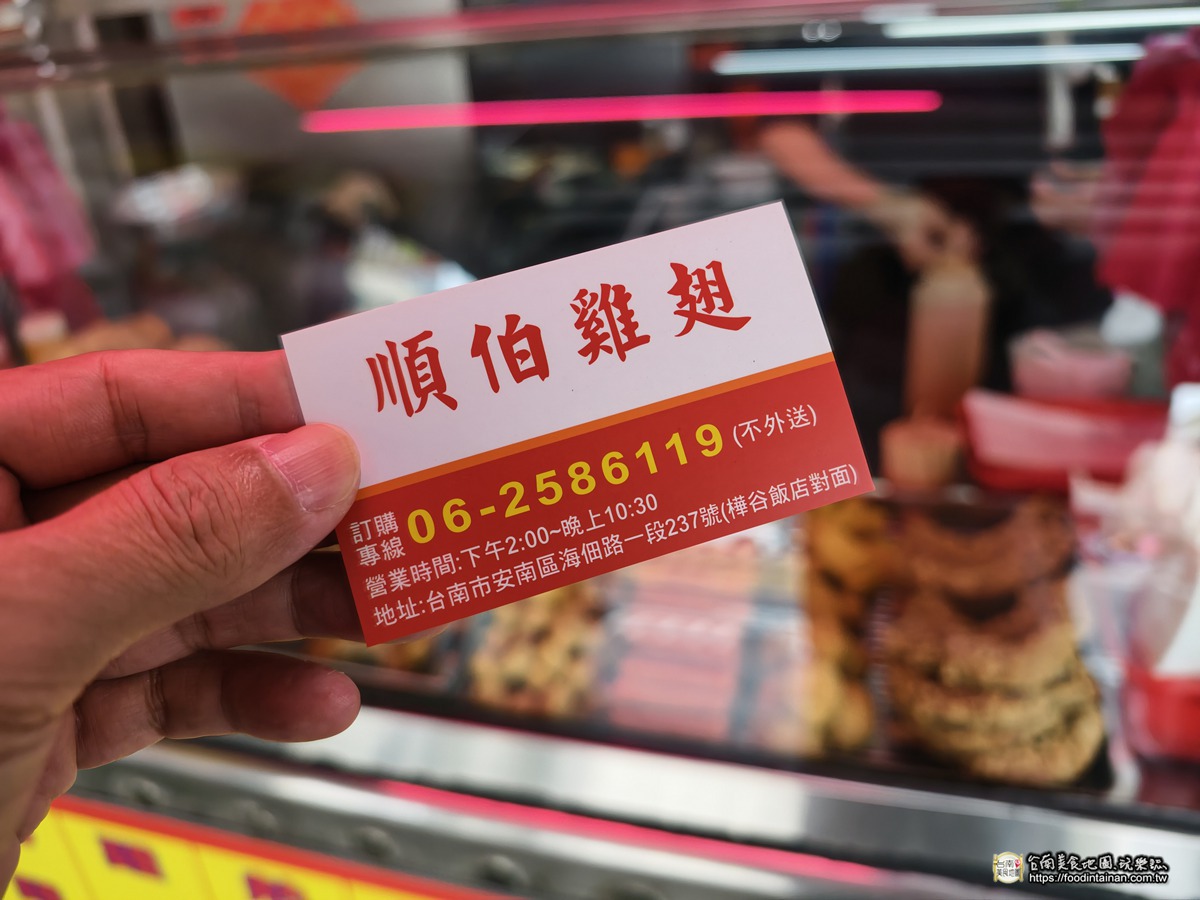 順伯雞翅
訂購專線 06-2586119 (不外送)
營業時間:下午2:00~晚上10:30
地址:台南市安南區海佃路一段237號(樺谷飯店對面)
台南美食地圖.玩樂誌
https://foodintainan.com.tw